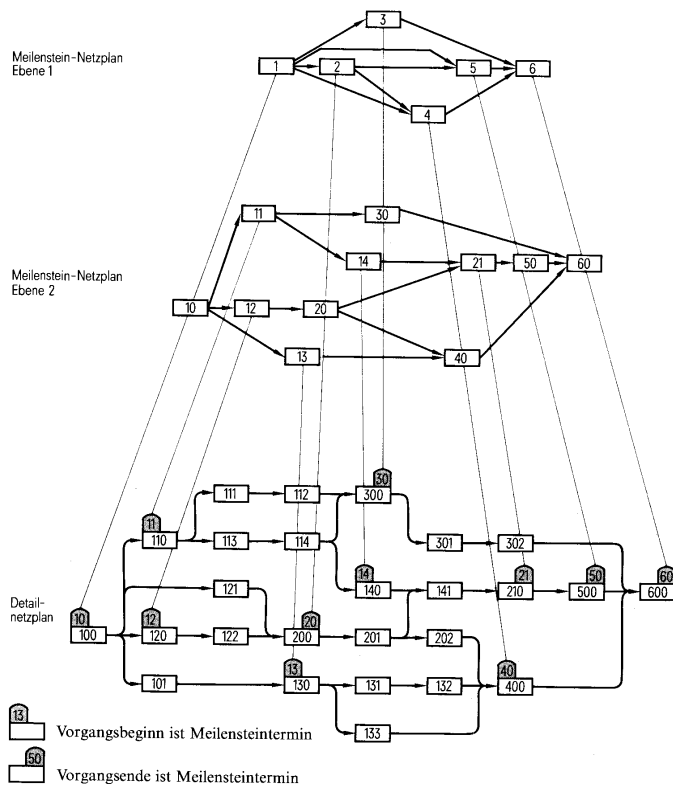 3
Meilenstein-Netzplan
Ebene 1
1 2 5 6
4
11 30
14 21 50 60
Meilenstein-Netzplan
Ebene 2
10 12 20
13 40
30
111 112 300
11
110 113 114 301 302
14 21 50 60
121 140 141 210 500 600
Detail-
netzplan
10 12 20
100 120 122 200 201 202
13 40
101 130 131 132 400
133
13
Vorgangsbeginn ist Meilensteintermin
50
Vorgangsende ist Meilensteintermin